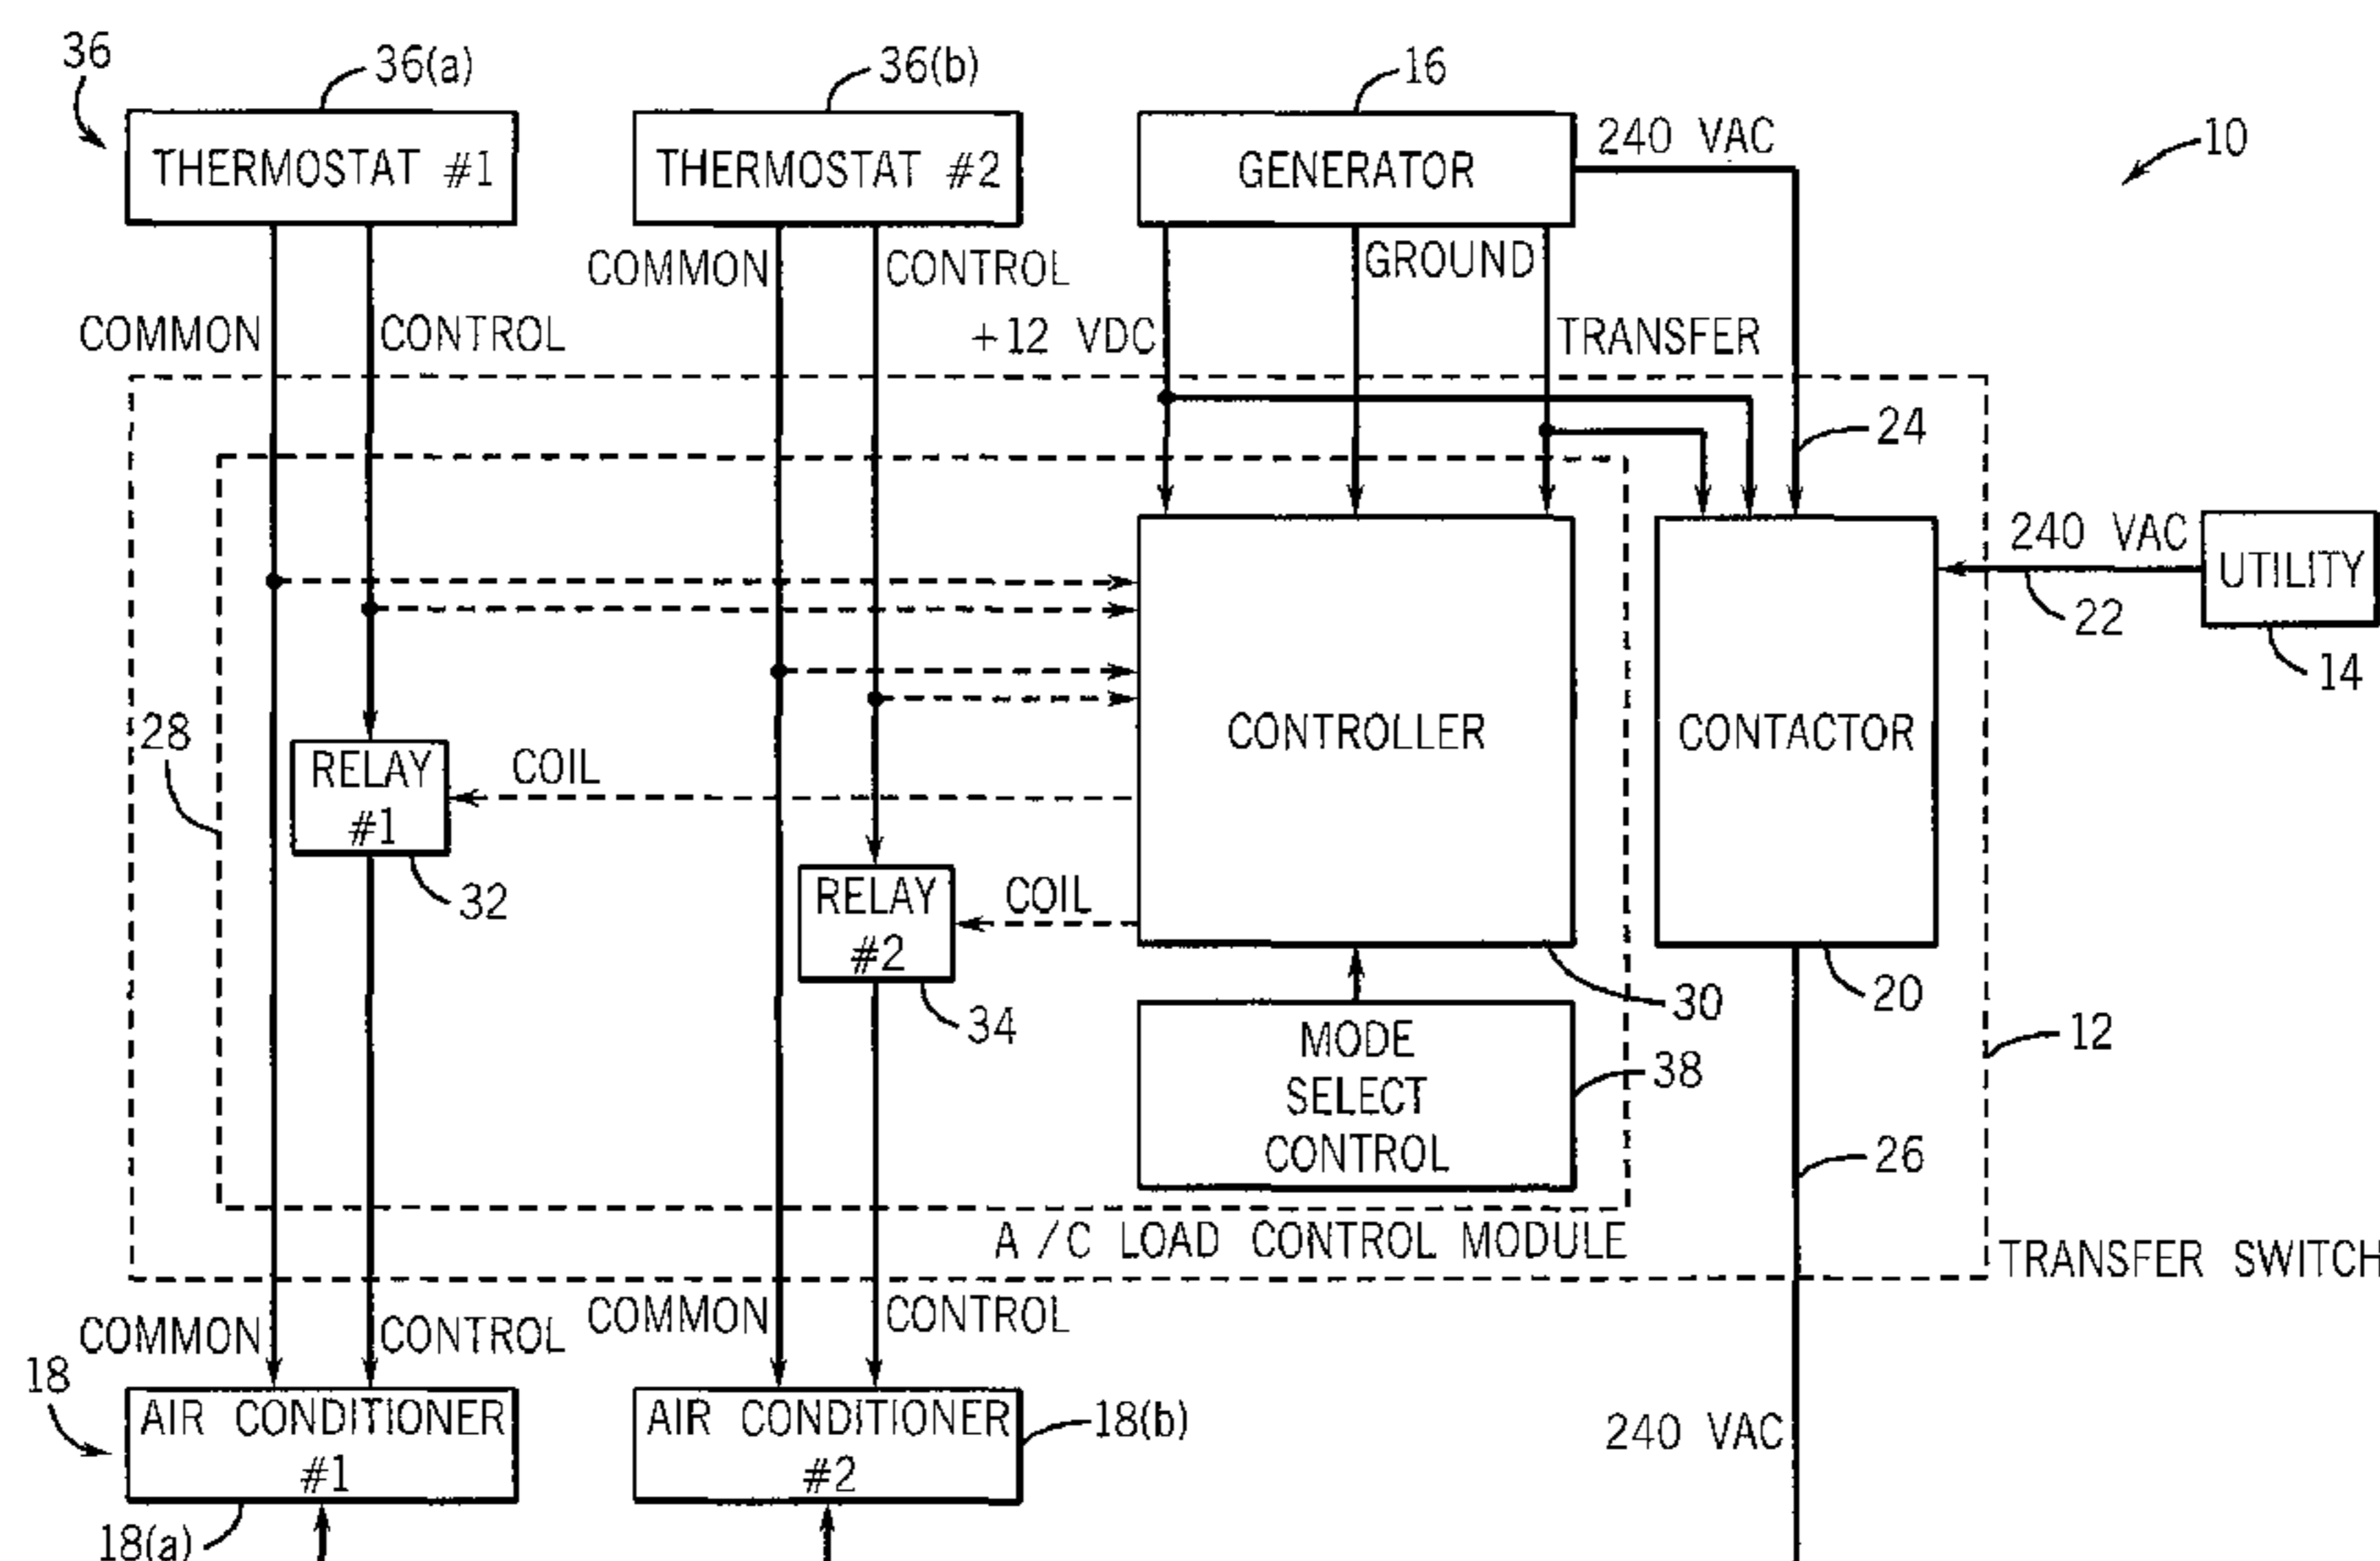 36
36(a)
36(b)
16
THERMOSTAT #1
THERMOSTAT #2
GENERATOR
240 VAC
10
COMMON
CONTROL
GROUND
COMMON
CONTROL
+12 VDC
TRANSFER
24
240 VAC
UTILITY
22
14
28
CONTROLLER
CONTACTOR
RELAY
#1
COIL
32
RELAY
#2
COIL
34
30
20
12
MODE
SELECT
CONTROL
38
26
A/C LOAD CONTROL MODULE
TRANSFER SWITCH
COMMON
CONTROL
COMMON
CONTROL
18
AIR CONDITIONER
#1
AIR CONDITIONER
#2
18(b)
240 VAC
18(a)